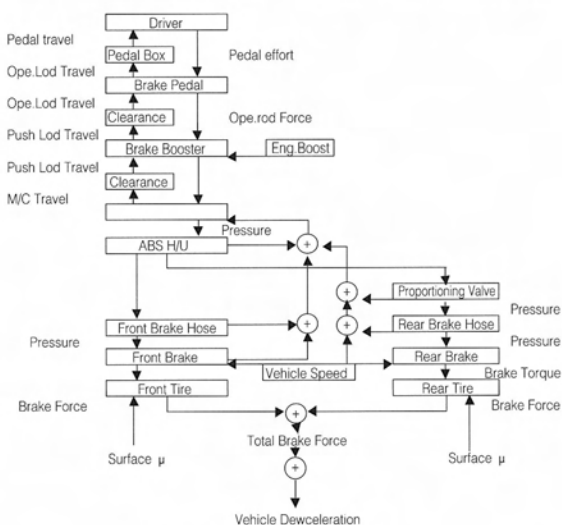 Driver
Pedal travel
Pedal Box
Pedal effort
Ope.Lod Travel
Brake Pedal
Ope.Lod Travel
Clearance
Ope.rod Force
Push Lod Travel
Brake Booster
Eng.Boost
Push Lod Travel
Clearance
M/C Travel
Pressure
ABS H/U
+
+
Proportioning Valve
Pressure
Front Brake Hose
+
+
Rear Brake Hose
Pressure
Pressure
Front Brake
Rear Brake
Vehicle Speed
Brake Torque
Front Tire
Rear Tire
Brake Force
Brake Force
+
Total Brake Force
Surface μ
+
Surface μ
Vehicle Dewceleration